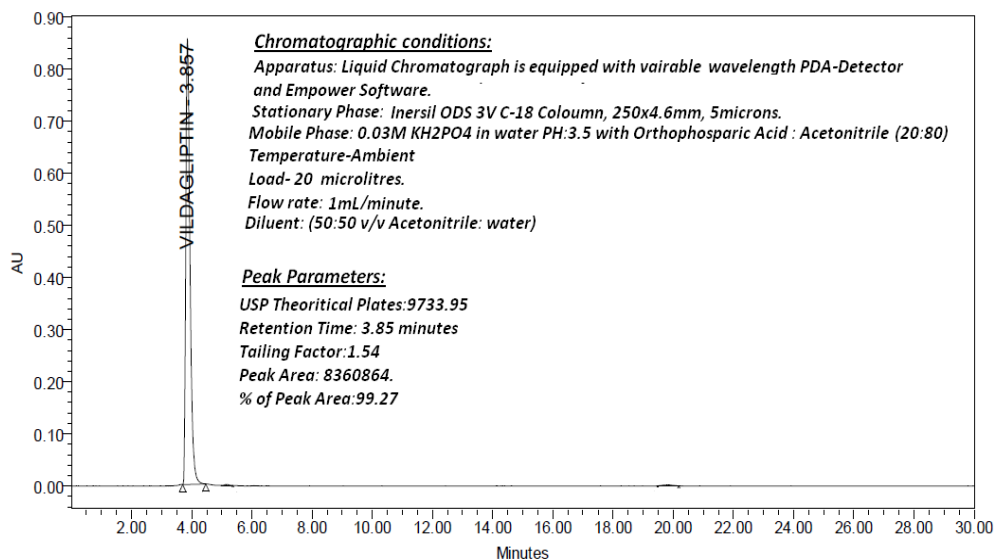 0.90
0.80
0.70
0.60
0.50
0.40
0.30
0.20
0.10
0.00
AU
VILDAGLIPTIN - 3.857
Chromatographic conditions:
Apparatus: Liquid Chromatograph is equipped with vairable wavelength PDA-Detector
and Empower Software.
Stationary Phase: Inersil ODS 3V C-18 Coloumn, 250x4.6mm, 5microns.
Mobile Phase: 0.03M KH2PO4 in water PH:3.5 with Orthophosparic Acid : Acetonitrile (20:80)
Temperature-Ambient
Load- 20 microlitres.
Flow rate: 1mL/minute.
Diluent: (50:50 v/v Acetonitrile: water)
Peak Parameters:
USP Theoritical Plates:9733.95
Retention Time: 3.85 minutes
Tailing Factor:1.54
Peak Area: 8360864.
% of Peak Area:99.27
2.00 4.00 6.00 8.00 10.00 12.00 14.00 16.00 18.00 20.00 22.00 24.00 26.00 28.00 30.00
Minutes